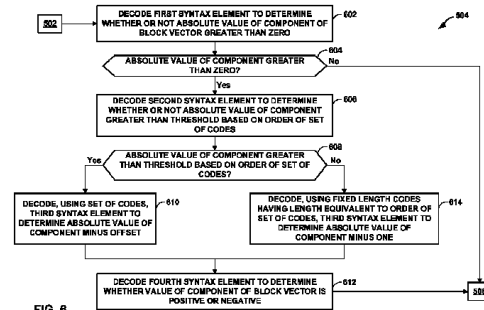 502
DECODE FIRST SYNTAX ELEMENT TO DETERMINE
WHETHER OR NOT ABSOLUTE VALUE OF COMPONENT OF
BLOCK VECTOR GREATER THAN ZERO
602
504
604
ABSOLUTE VALUE OF COMPONENT GREATER
THAN ZERO?
No
Yes
DECODE SECOND SYNTAX ELEMENT TO DETERMINE
WHETHER OR NOT ABSOLUTE VALUE OF COMPONENT
GREATER THAN THRESHOLD BASED ON ORDER OF SET
OF CODES
606
608
Yes
ABSOLUTE VALUE OF COMPONENT GREATER
THAN THRESHOLD BASED ON ORDER OF SET OF
CODES?
No
DECODE, USING SET OF CODES,
THIRD SYNTAX ELEMENT TO
DETERMINE ABSOLUTE VALUE OF
COMPONENT MINUS OFFSET
610
DECODE, USING FIXED LENGTH CODES
HAVING LENGTH EQUIVALENT TO ORDER OF
SET OF CODES, THIRD SYNTAX ELEMENT TO
DETERMINE ABSOLUTE VALUE OF
COMPONENT MINUS ONE
614
DECODE FOURTH SYNTAX ELEMENT TO DETERMINE
WHETHER VALUE OF COMPONENT OF BLOCK VECTOR IS
POSITIVE OR NEGATIVE
612
FIG. 6